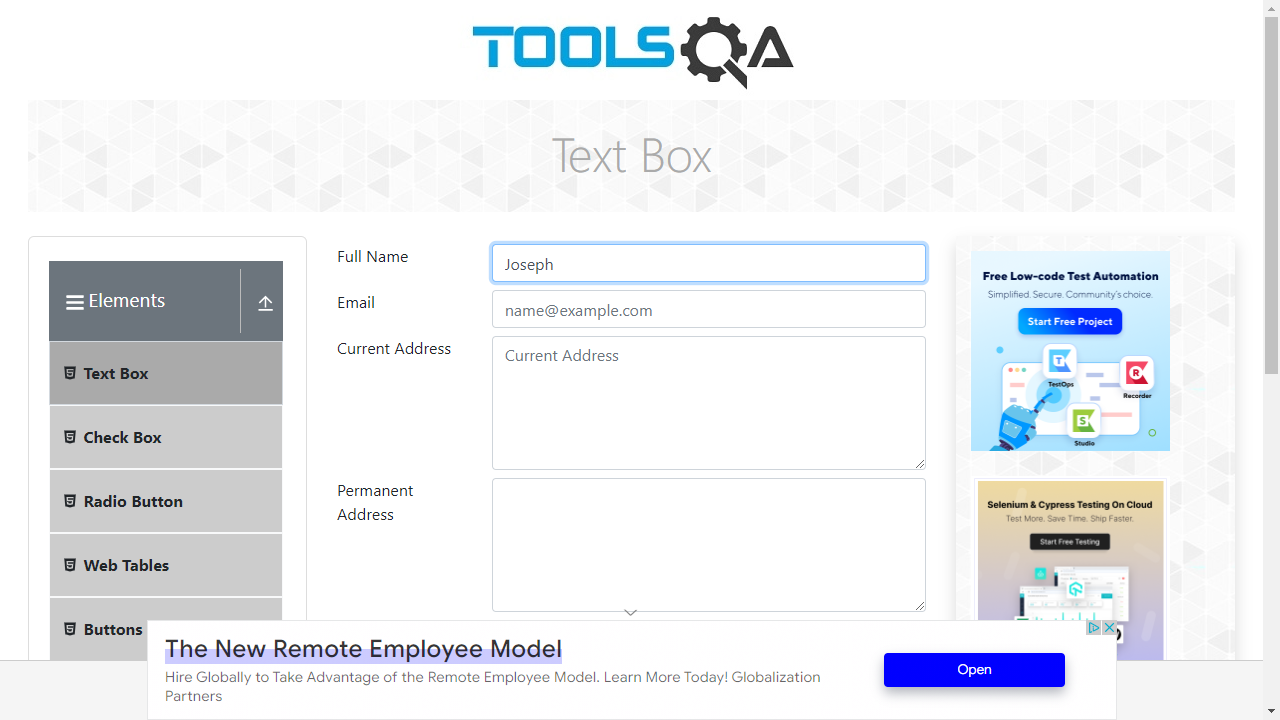 TOOLSQA
Text Box
Elements
Text Box
Check Box
Radio Button
Web Tables
Buttons
Full Name
Joseph
Email
name@example.com
Current Address
Current Address
Permanent
Address
Free Low-code Test Automation
Simplified. Secure. Community's choice.
Start Free Project
TestOps
Recorder
Studio
Selenium & Cypress Testing On Cloud
Test More. Save Time. Ship Faster.
Start Free Testing
The New Remote Employee Model
Hire Globally to Take Advantage of the Remote Employee Model. Learn More Today! Globalization
Partners
Open